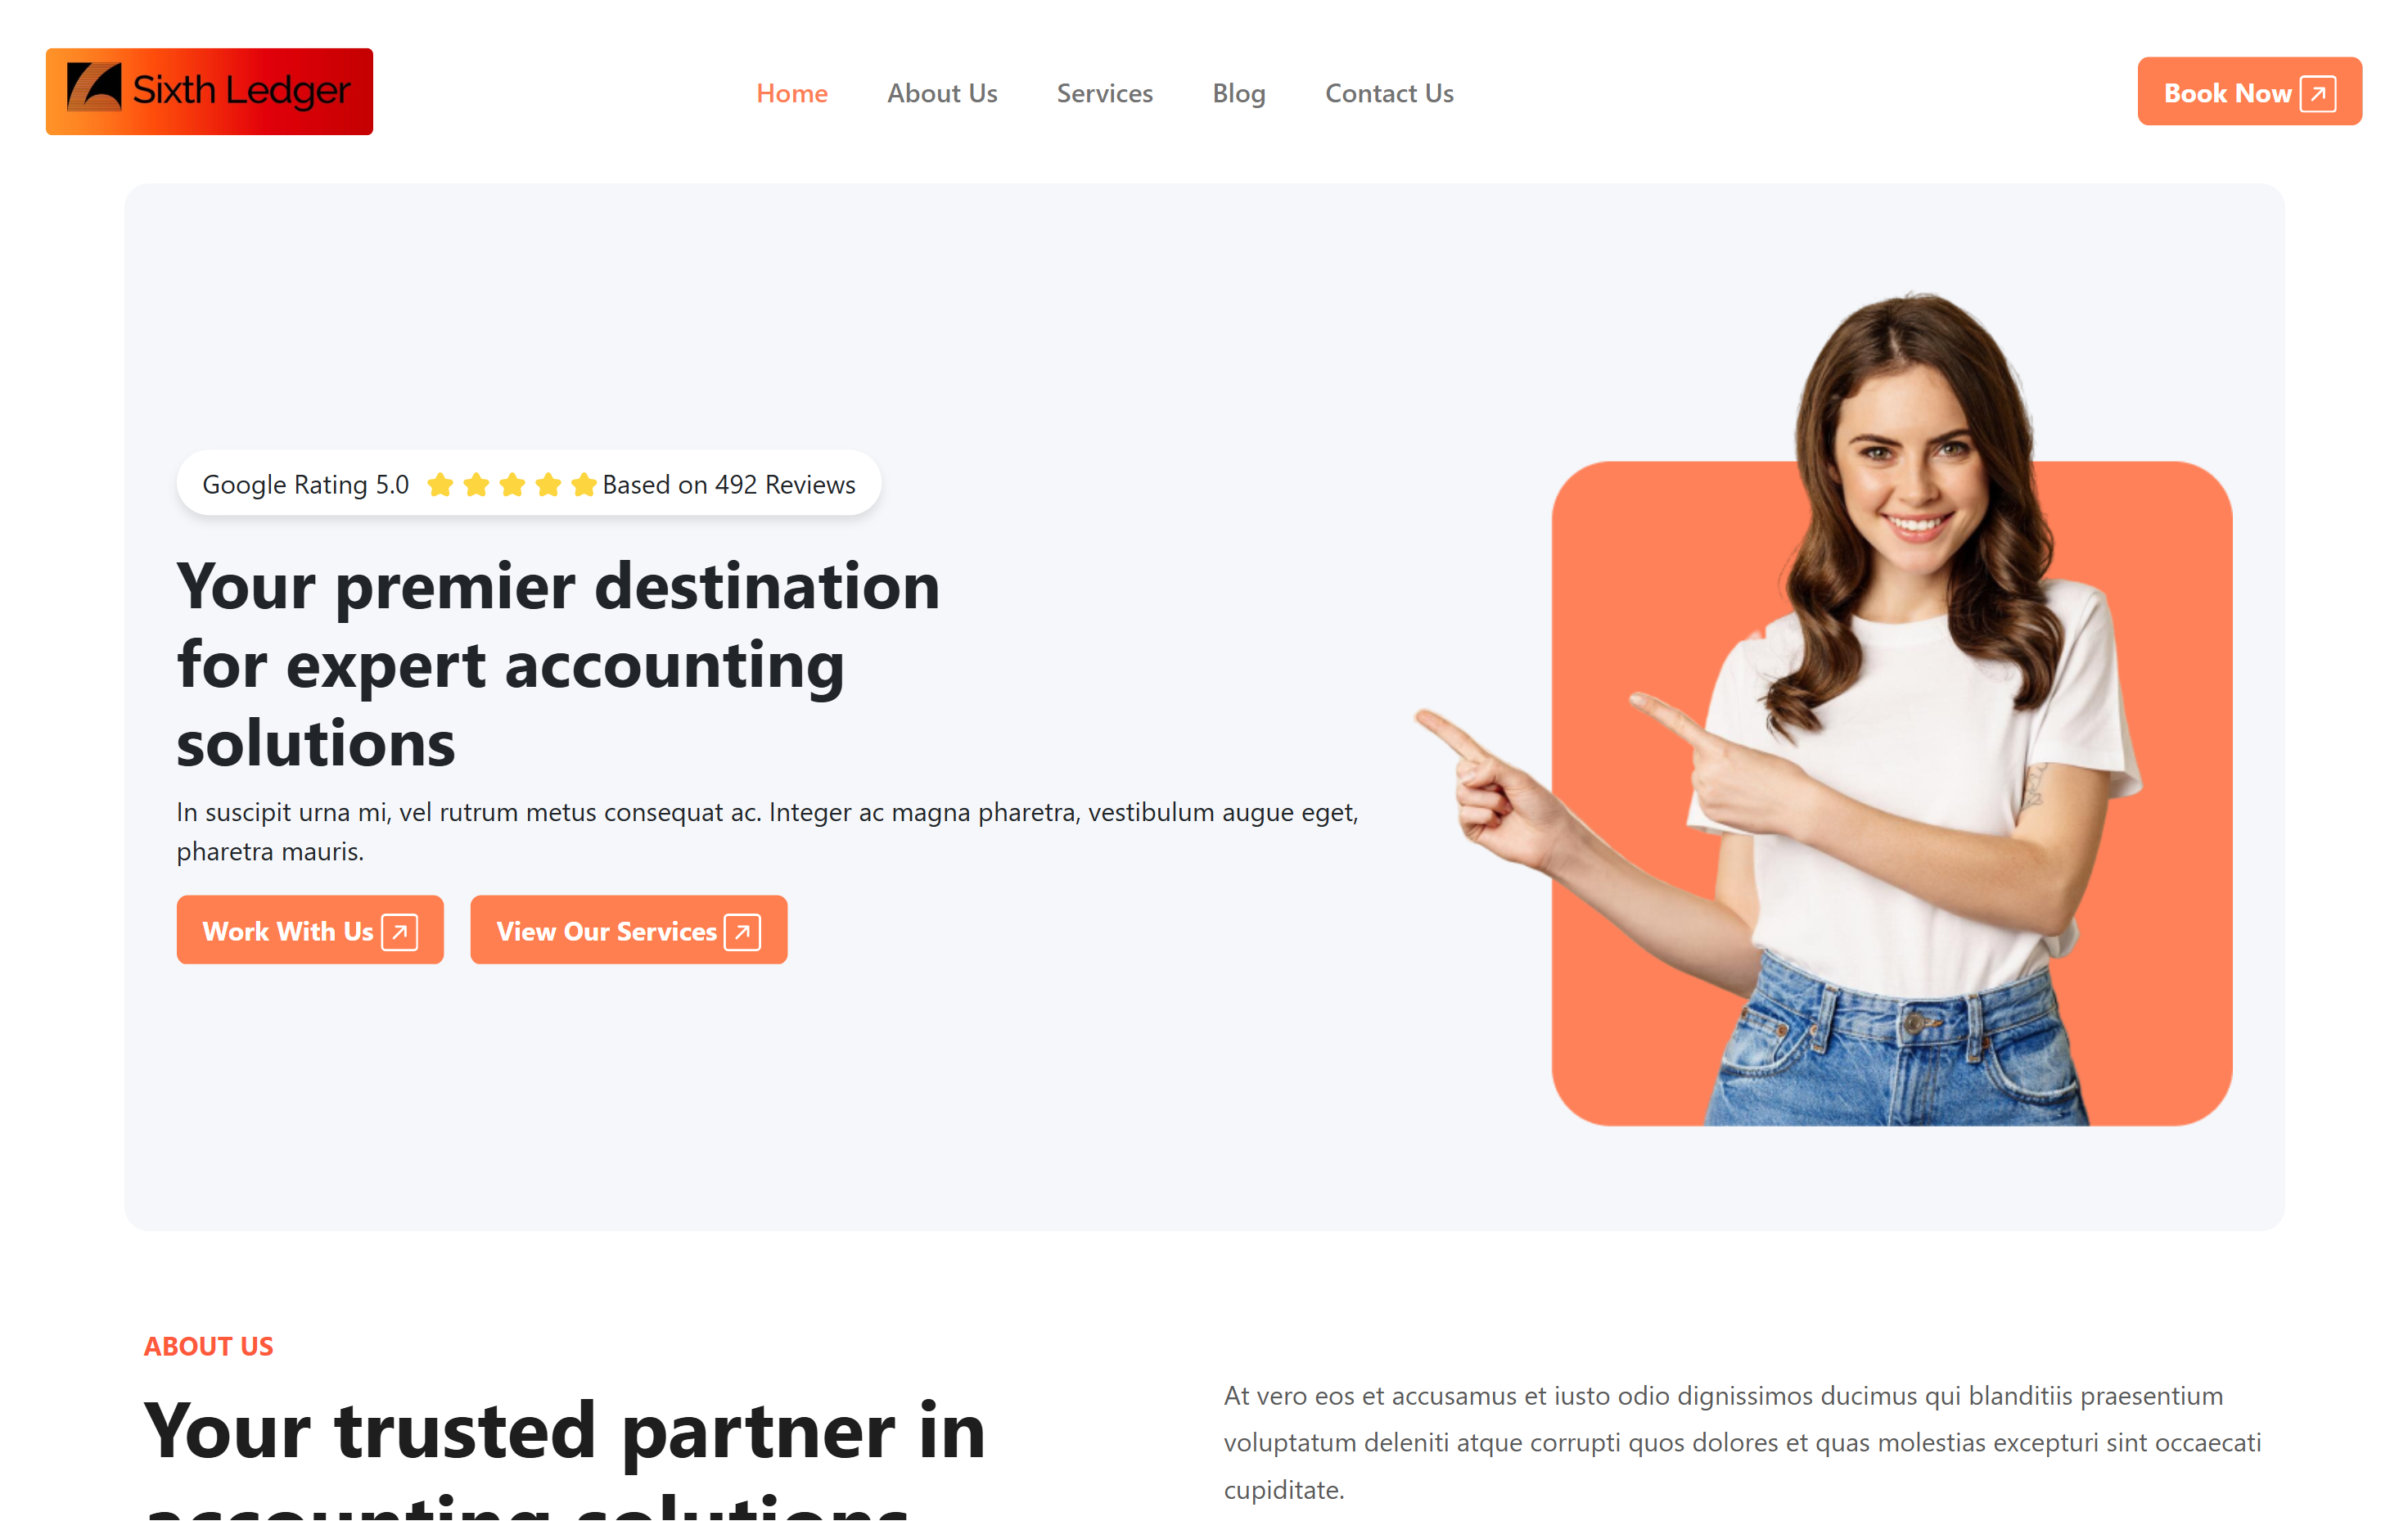 Sixth Ledger
Home
About Us
Services
Blog
Contact Us
Book Now
Google Rating 5.0 Based on 492 Reviews
Your premier destination
for expert accounting
solutions
In suscipit urna mi, vel rutrum metus consequat ac. Integer ac magna pharetra, vestibulum augue eget,
pharetra mauris.
Work With Us
View Our Services
ABOUT US
Your trusted partner in
accounting solutions
At vero eos et accusamus et iusto odio dignissimos ducimus qui blanditiis praesentium
voluptatum deleniti atque corrupti quos dolores et quas molestias excepturi sint occaecati
cupiditate.